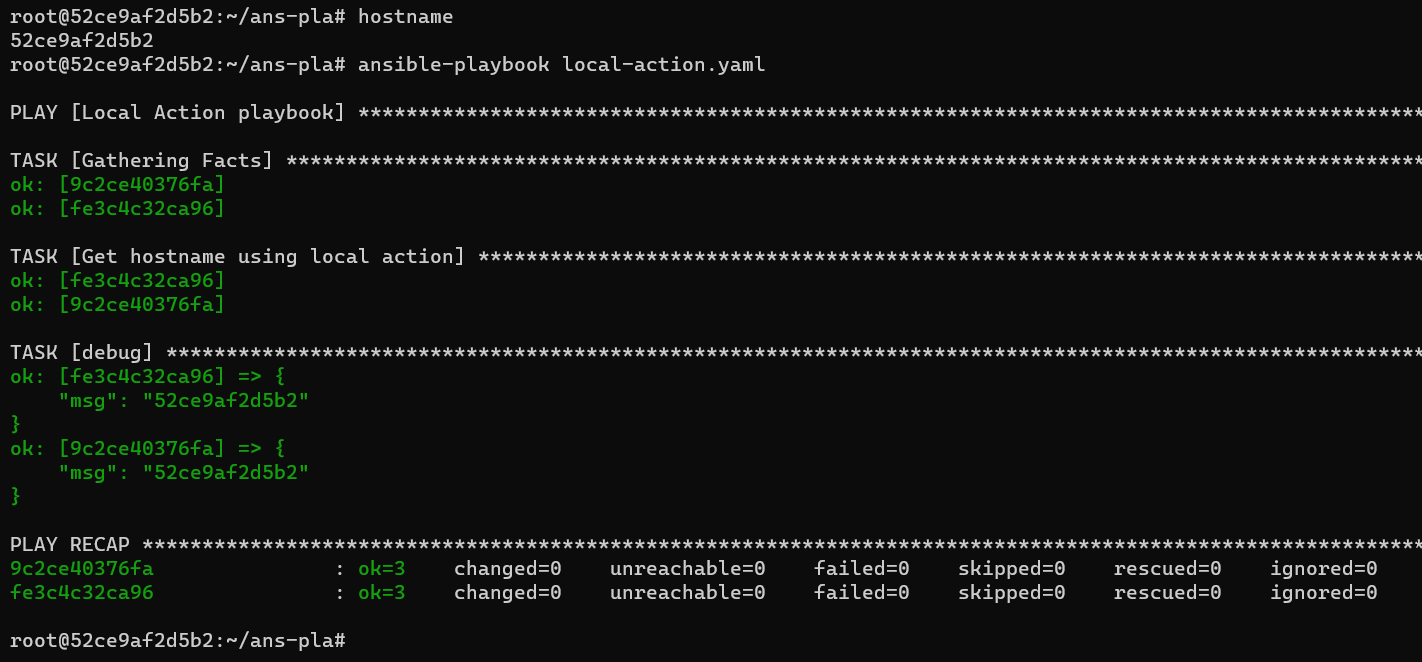 root@52ce9af2d5b2:~/ans-pla# hostname
52ce9af2d5b2
root@52ce9af2d5b2:~/ans-pla# ansible-playbook local-action.yaml
PLAY [Local Action playbook] *****************************************************************************************
TASK [Gathering Facts] ***********************************************************************************************
ok: [9c2ce40376fa]
ok: [fe3c4c32ca96]
TASK [Get hostname using local action] *******************************************************************************
ok: [fe3c4c32ca96]
ok: [9c2ce40376fa]
TASK [debug] *********************************************************************************************************
ok: [fe3c4c32ca96] => {
    "msg": "52ce9af2d5b2"
}
ok: [9c2ce40376fa] => {
    "msg": "52ce9af2d5b2"
}
PLAY RECAP ***********************************************************************************************************
9c2ce40376fa               : ok=3    changed=0    unreachable=0    failed=0    skipped=0    rescued=0    ignored=0
fe3c4c32ca96               : ok=3    changed=0    unreachable=0    failed=0    skipped=0    rescued=0    ignored=0
root@52ce9af2d5b2:~/ans-pla#